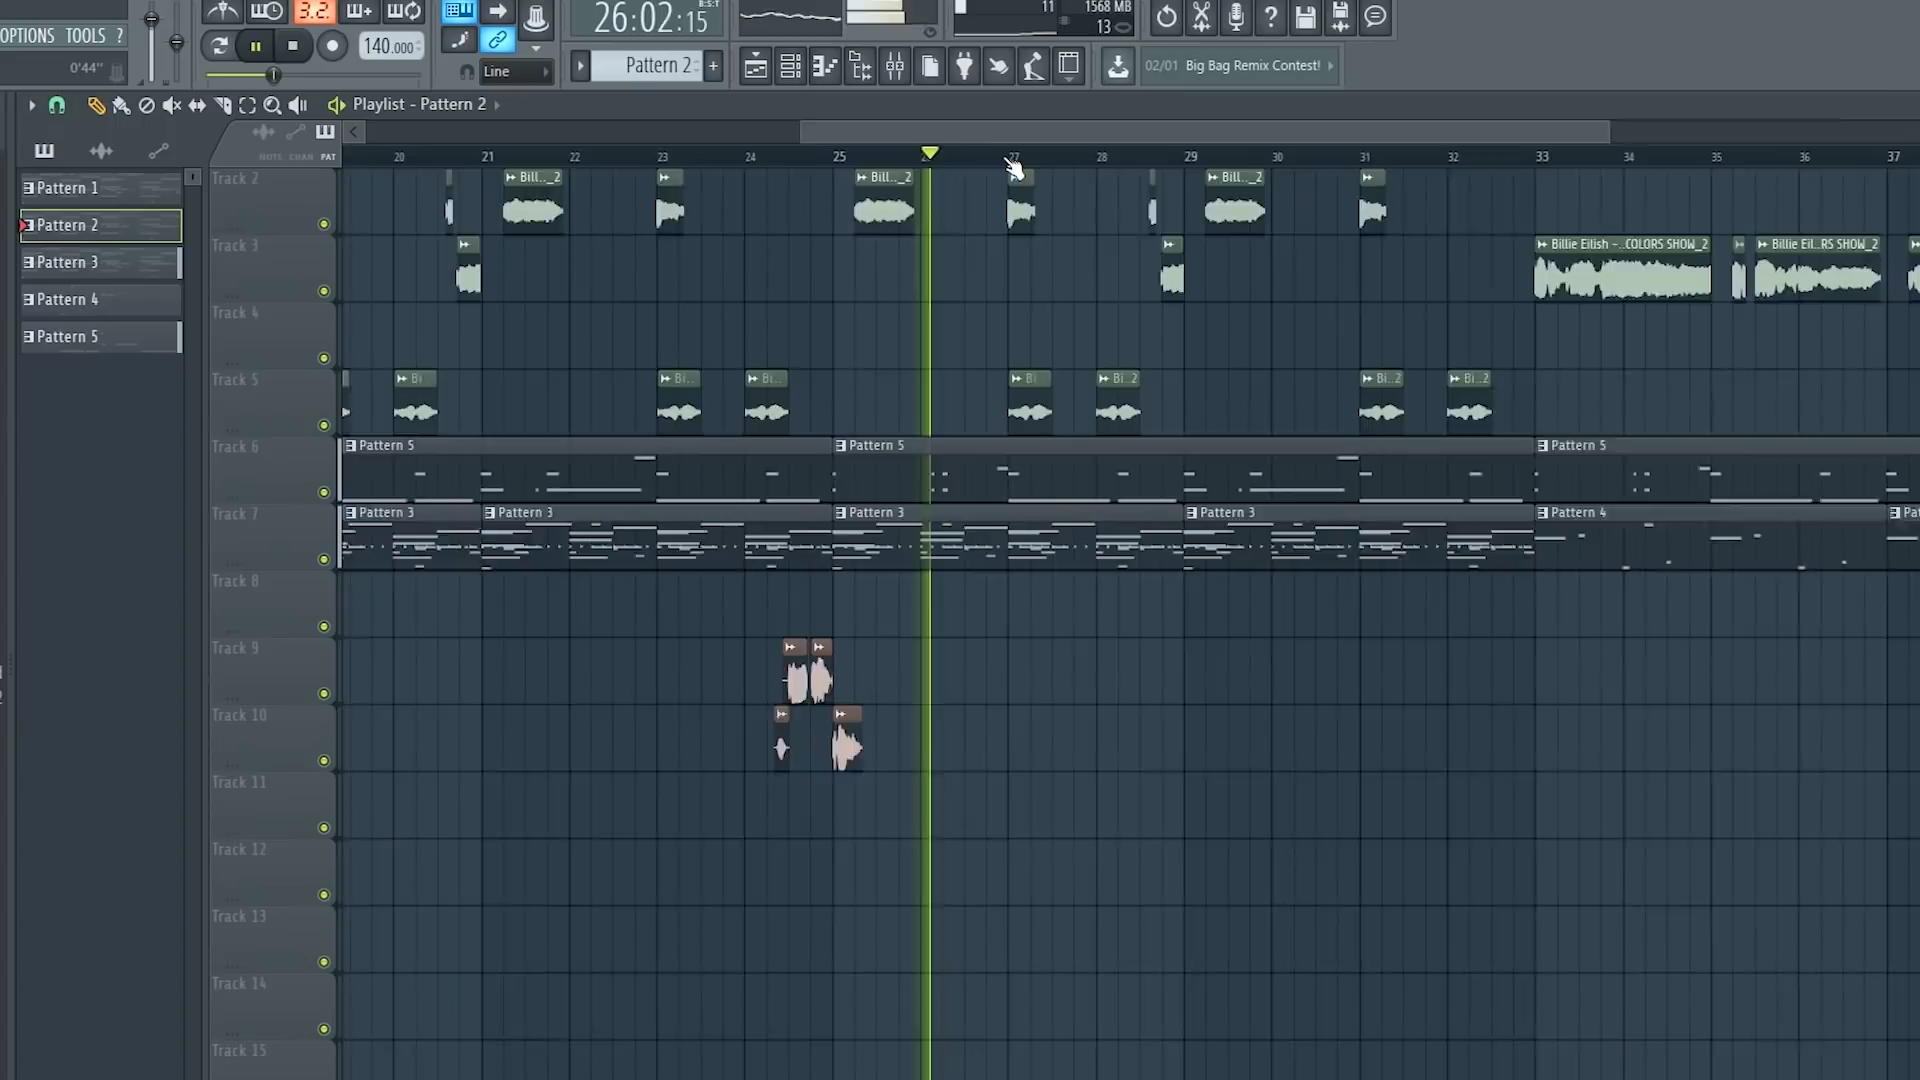 OPTIONS TOOLS ?
0'44"
3.2
140.000
Line
26:02:15
B:S:T
Pattern 2
11
1568 MB
13
02/01 Big Bag Remix Contest!
Playlist - Pattern 2
NOTE CHAN PAT
20 21 22 23 24 25 27 28 29 30 31 32 33 34 35 36 37
Pattern 1
Pattern 2
Pattern 3
Pattern 4
Pattern 5
Track 2
Bill.._2
Bill.._2
Bill.._2
Track 3
Billie Eilish -..COLORS SHOW_2
Billie Eil..RS SHOW_2
Track 4
Track 5
Bi
Bi..
Bi..
Bi
Bi..2
Bi..2
Bi..2
Track 6
Pattern 5
Pattern 5
Pattern 5
Track 7
Pattern 3
Pattern 3
Pattern 3
Pattern 3
Pattern 4
Pa
Track 8
Track 9
Track 10
Track 11
Track 12
Track 13
Track 14
Track 15